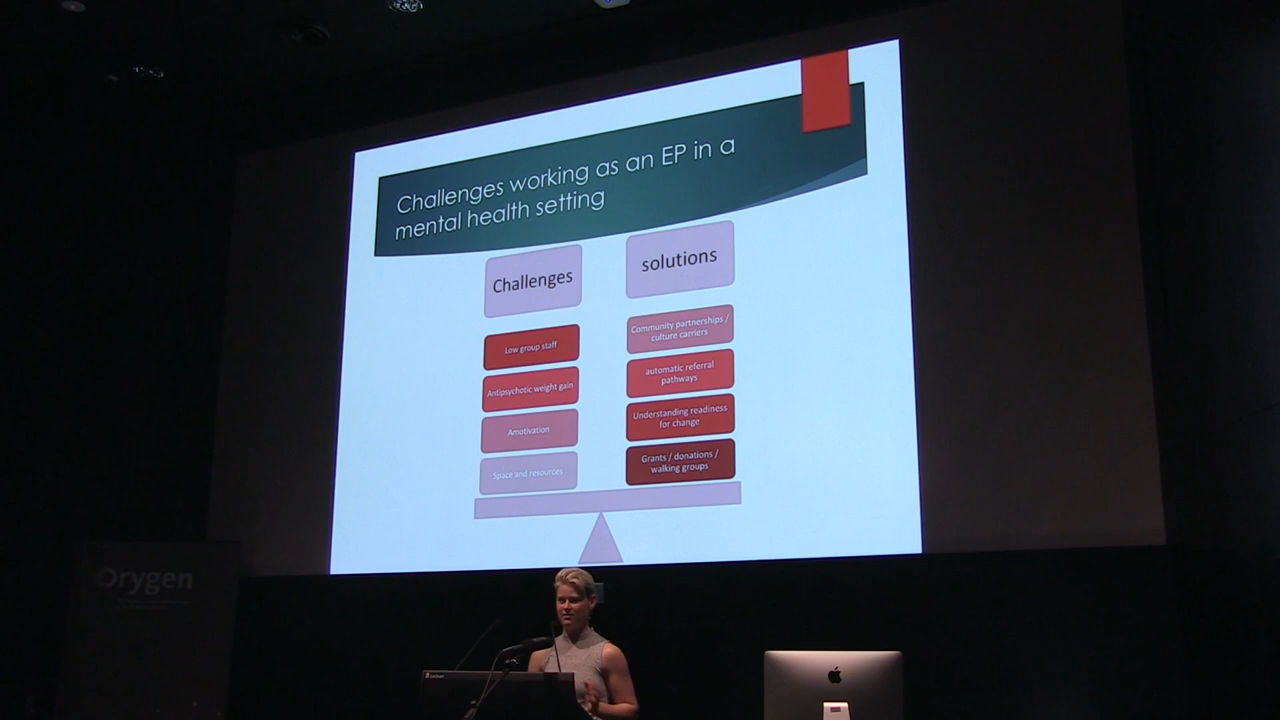 Challenges working as an EP in a
mental health setting
Challenges
solutions
Low group staff
Community partnerships /
culture carriers
Antipsychotic weight gain
automatic referral
pathways
Amotivation
Understanding readiness
for change
Space and resources
Grants / donations /
walking groups
Orygen